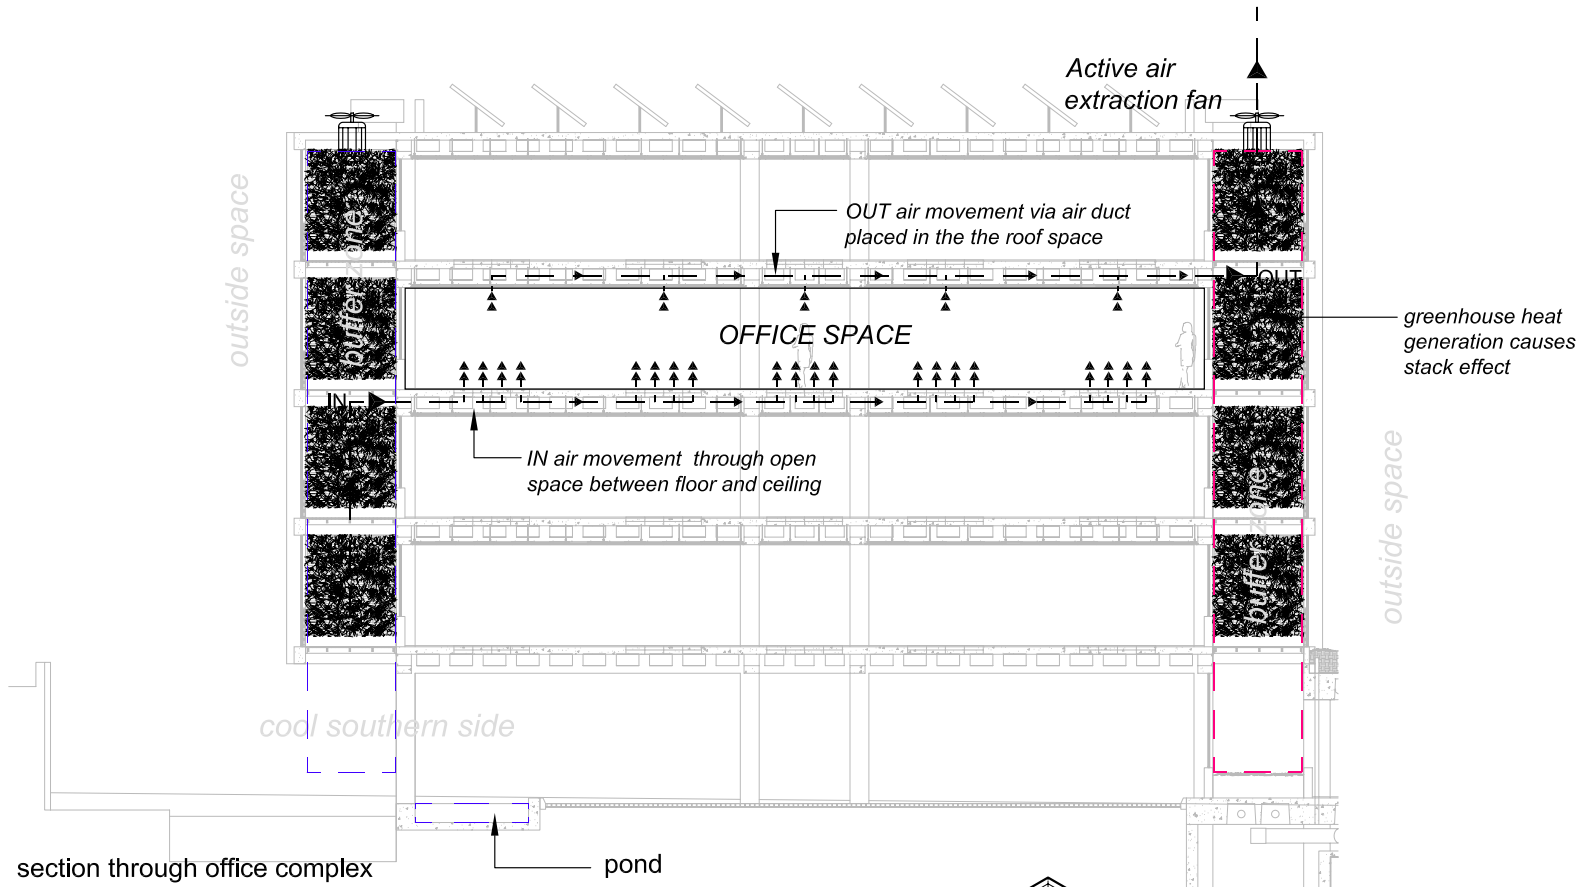 Active air
extraction fan
outside space
buffer zone
OUT air movement via air duct
placed in the the roof space
OUT
OFFICE SPACE
greenhouse heat
generation causes
stack effect
IN
IN air movement through open
space between floor and ceiling
buffer zone
outside space
cool southern side
section through office complex
pond